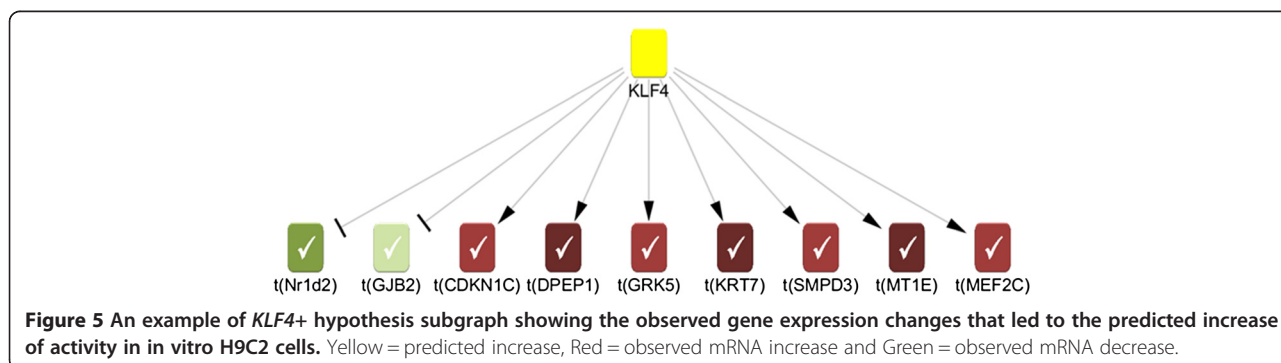 KLF4
t(Nr1d2) t(GJB2) t(CDKN1C) t(DPEP1) t(GRK5) t(KRT7) t(SMPD3) t(MT1E) t(MEF2C)
Figure 5 An example of KLF4+ hypothesis subgraph showing the observed gene expression changes that led to the predicted increase
of activity in in vitro H9C2 cells. Yellow = predicted increase, Red = observed mRNA increase and Green = observed mRNA decrease.